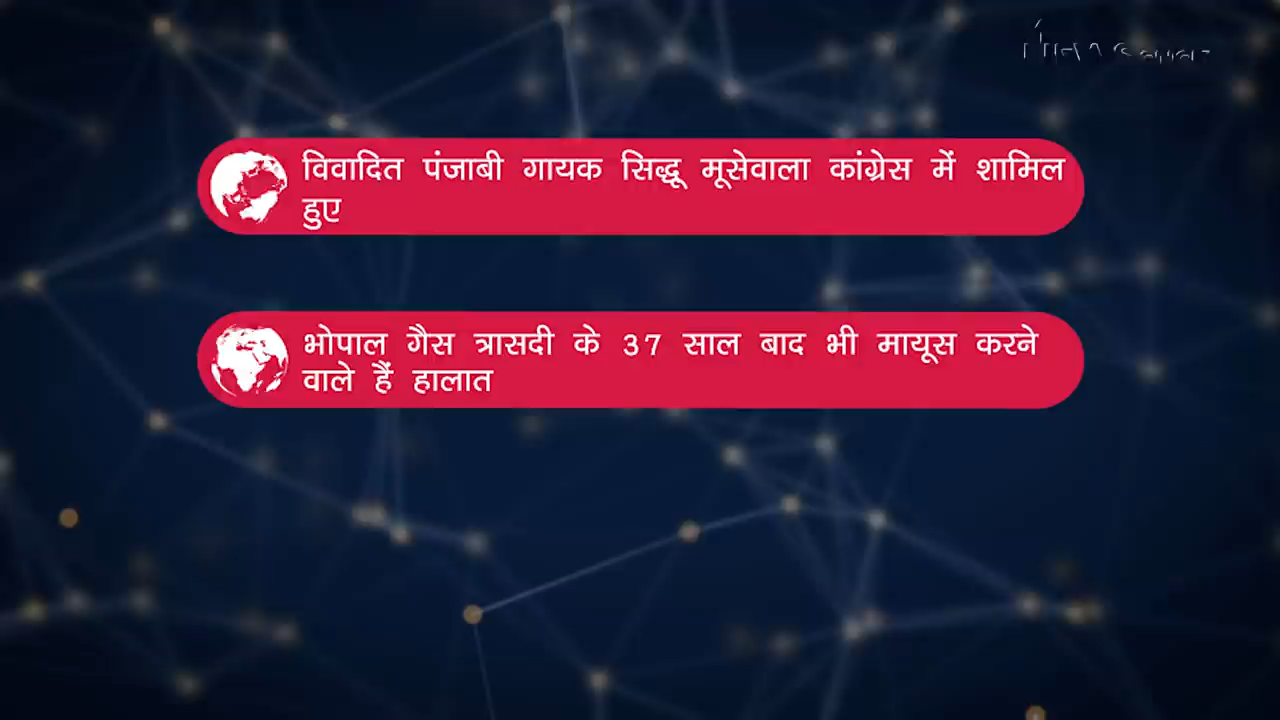 विवादित पंजाबी गायक सिद्धू मूसेवाला कांग्रेस में शामिल
हुए
भोपाल गैस त्रासदी के 37 साल बाद भी मायूस करने
वाले हैं हालात